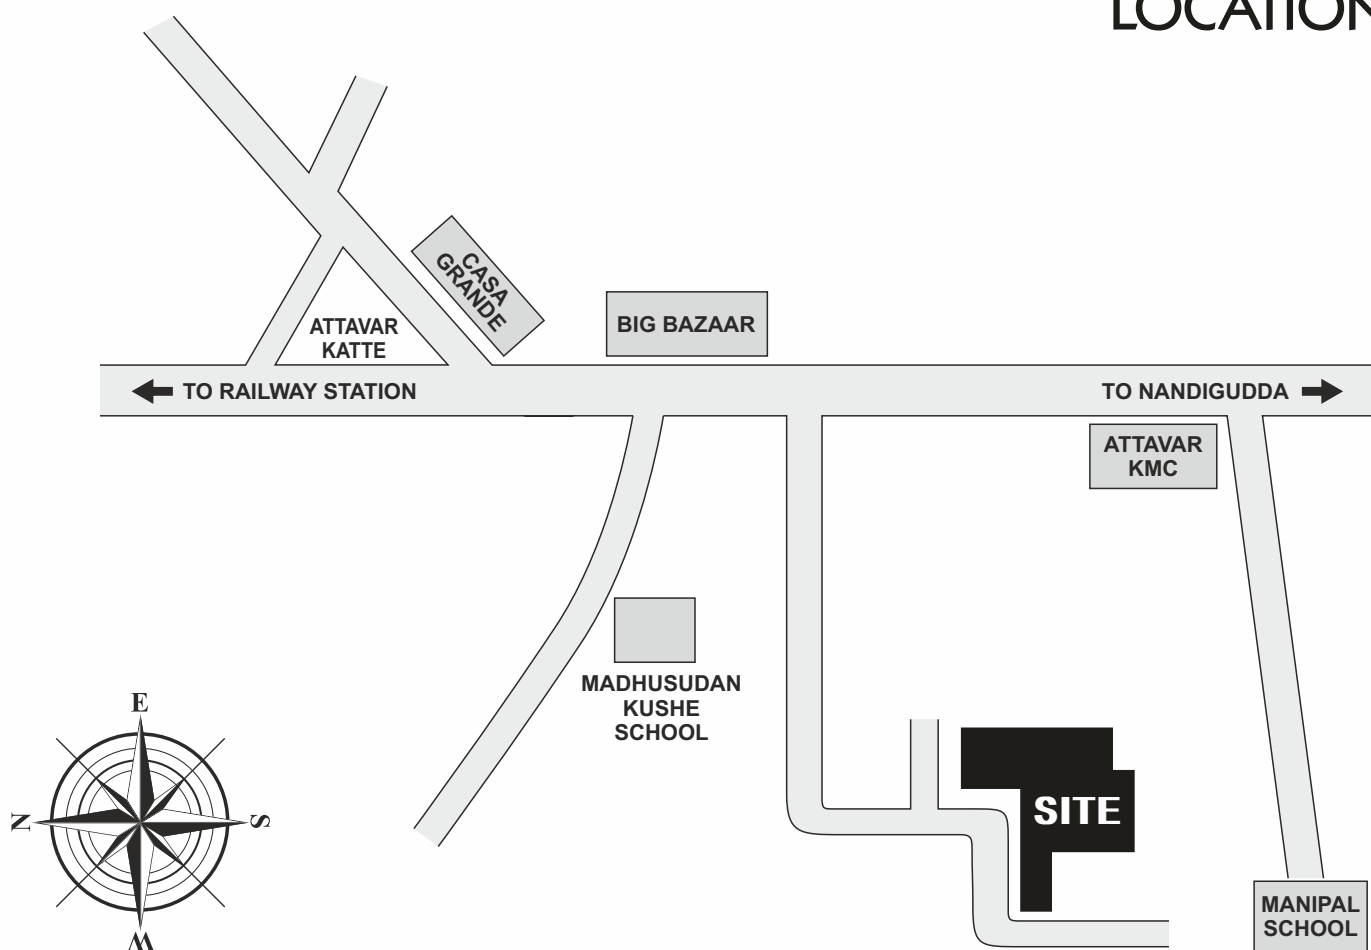 LOCATION
CASA
GRANDE
BIG BAZAAR
ATTAVAR
KATTE
TO RAILWAY STATION
TO NANDIGUDDA
ATTAVAR
KMC
MADHUSUDAN
KUSHE
SCHOOL
E
N
S
W
SITE
MANIPAL
SCHOOL